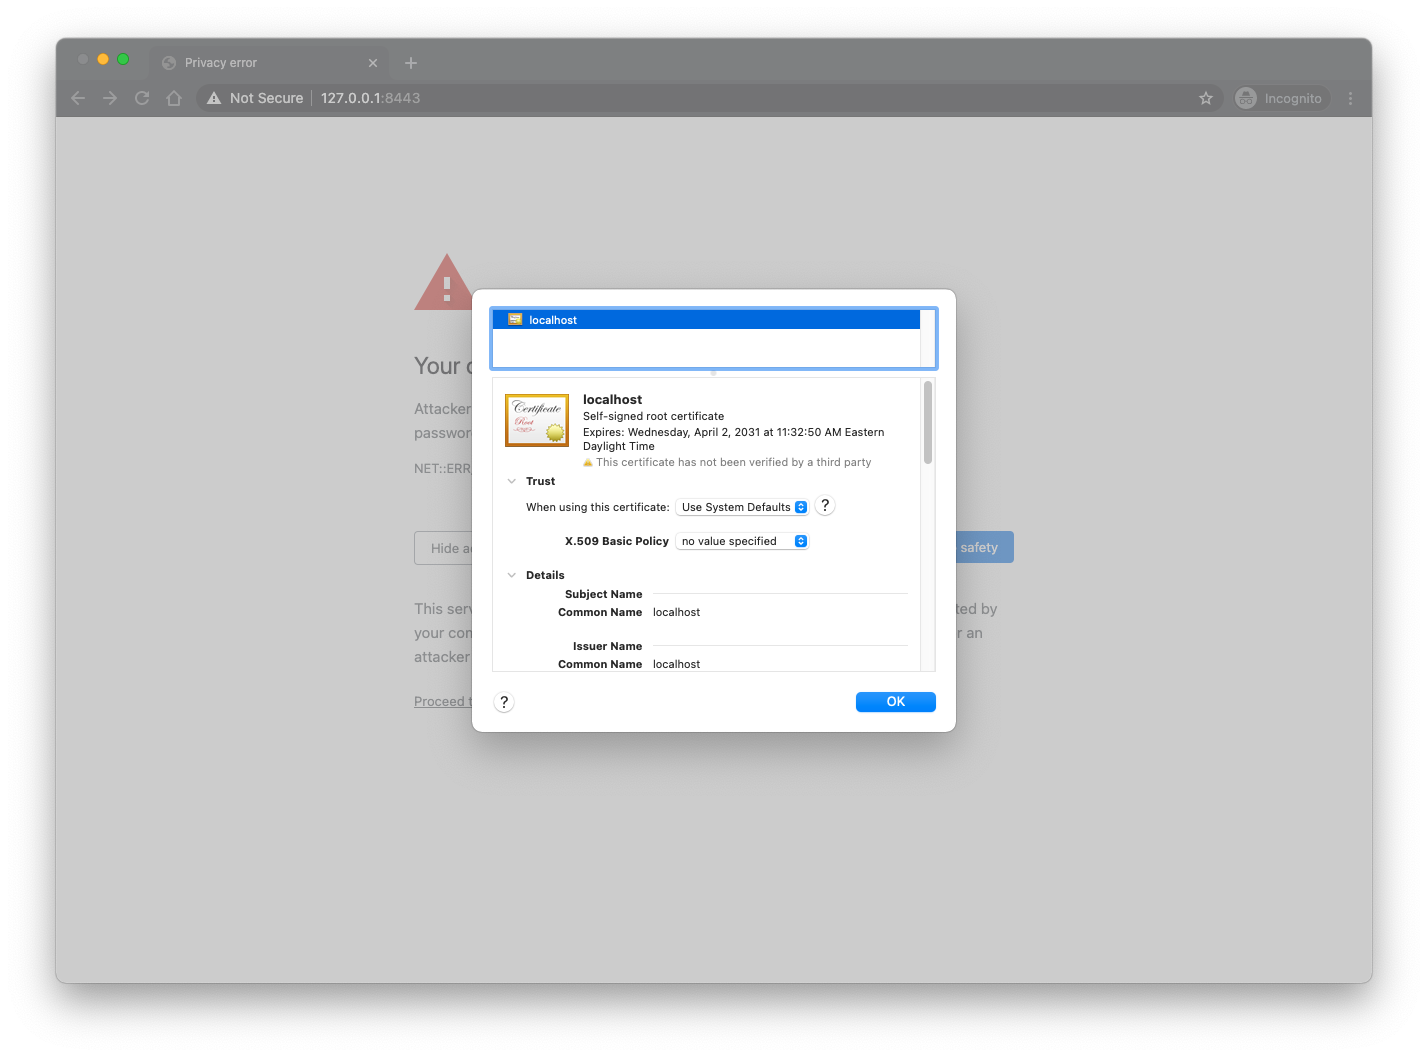 Privacy error
Not Secure
127.0.0.1:8443
Incognito
localhost
Certificate
Root
localhost
Self-signed root certificate
Expires: Wednesday, April 2, 2031 at 11:32:50 AM Eastern
Daylight Time
This certificate has not been verified by a third party
Trust
When using this certificate: Use System Defaults ?
X.509 Basic Policy no value specified
Details
Subject Name
Common Name localhost
Issuer Name
Common Name localhost
? OK
Your
Attacker
NET::ERR
Hide
safety
This ted by
your r an
attacker
Proceed